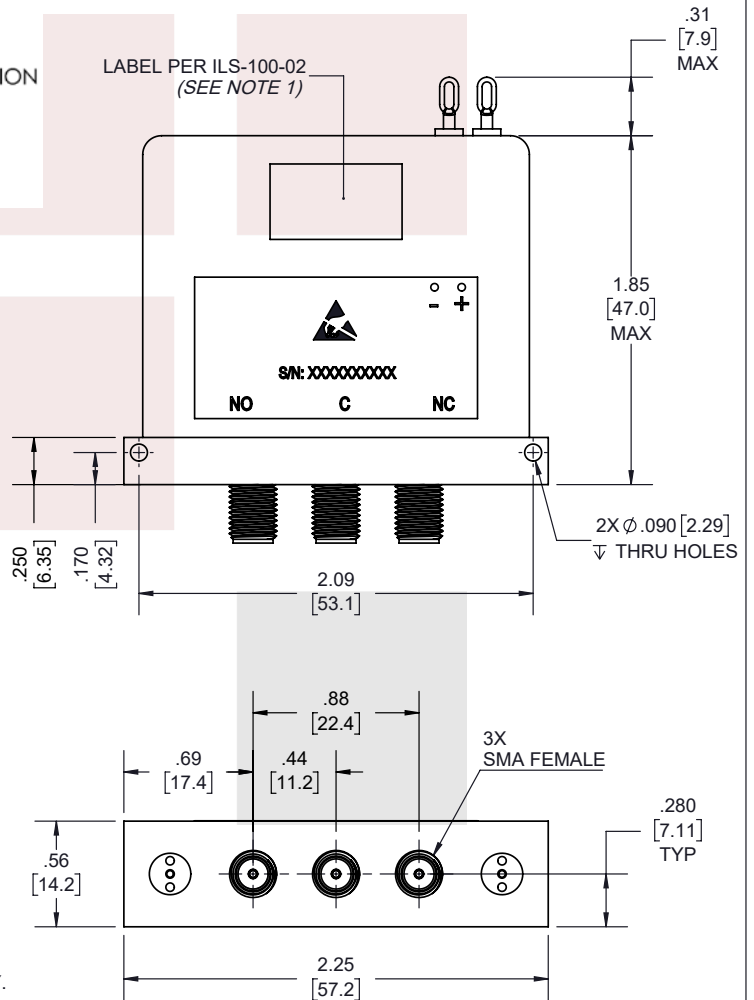 .31
[7.9]
MAX
ION
LABEL PER ILS-100-02
(SEE NOTE 1)
1.85
[47.0]
MAX
- +
S/N: XXXXXXXXXX
NO C NC
.250
[6.35]
.170
[4.32]
2X Ø .090 [2.29]
↧ THRU HOLES
2.09
[53.1]
.88
[22.4]
.69
[17.4]
.44
[11.2]
3X
SMA FEMALE
.280
[7.11]
TYP
.56
[14.2]
2.25
[57.2]